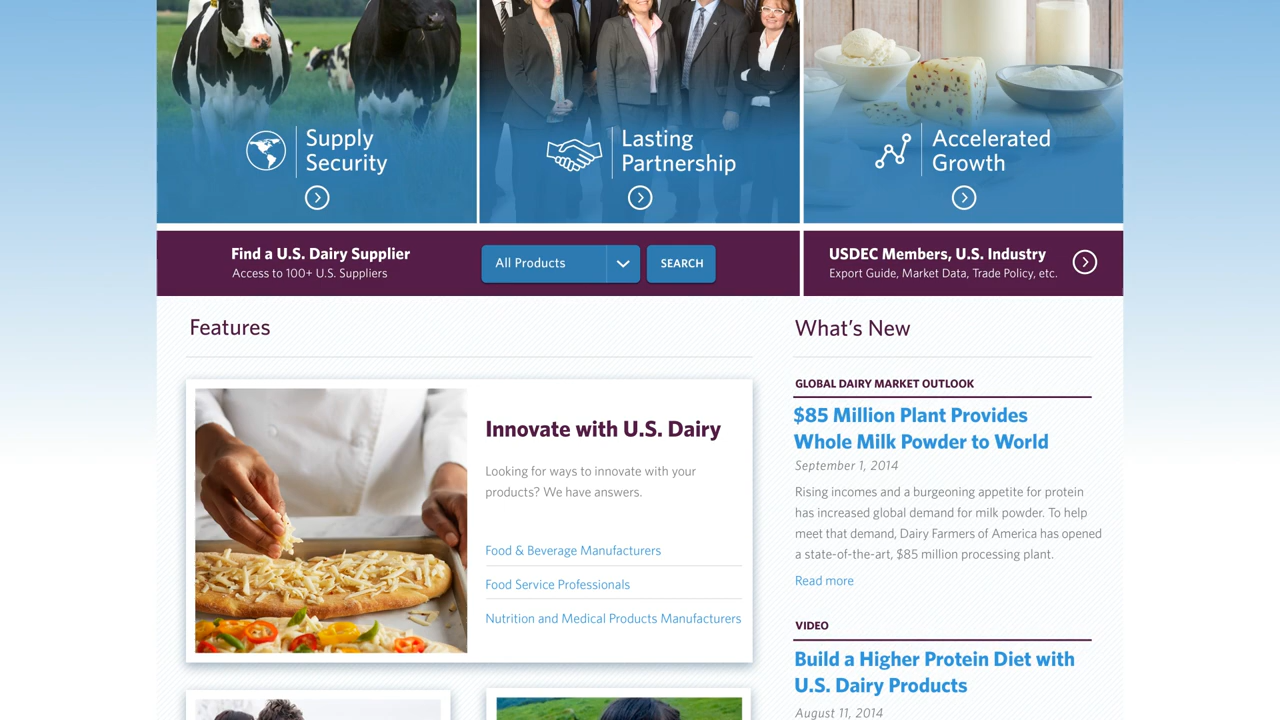 Supply
Security
Lasting
Partnership
Accelerated
Growth
Find a U.S. Dairy Supplier
Access to 100+ U.S. Suppliers
All Products
SEARCH
USDEC Members, U.S. Industry
Export Guide, Market Data, Trade Policy, etc.
Features
Innovate with U.S. Dairy
Looking for ways to innovate with your
products? We have answers.
Food & Beverage Manufacturers
Food Service Professionals
Nutrition and Medical Products Manufacturers
What's New
GLOBAL DAIRY MARKET OUTLOOK
$85 Million Plant Provides
Whole Milk Powder to World
September 1, 2014
Rising incomes and a burgeoning appetite for protein
has increased global demand for milk powder. To help
meet that demand, Dairy Farmers of America has opened
a state-of-the-art, $85 million processing plant.
Read more
VIDEO
Build a Higher Protein Diet with
U.S. Dairy Products
August 11, 2014